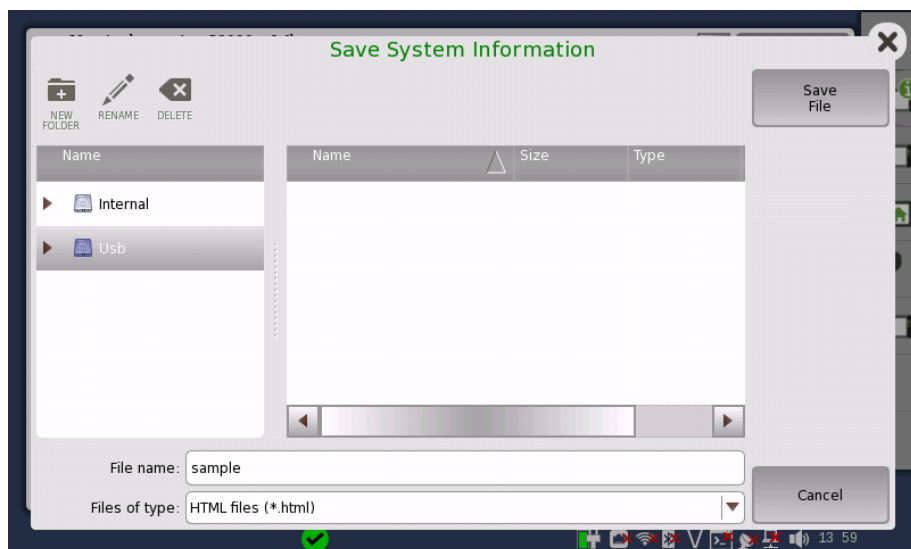 Save System Information
NEW
FOLDER
RENAME
DELETE
Save
File
Name
Name
Size
Type
Internal
Usb
File name:
sample
Files of type:
HTML files (*.html)
Cancel
13 59